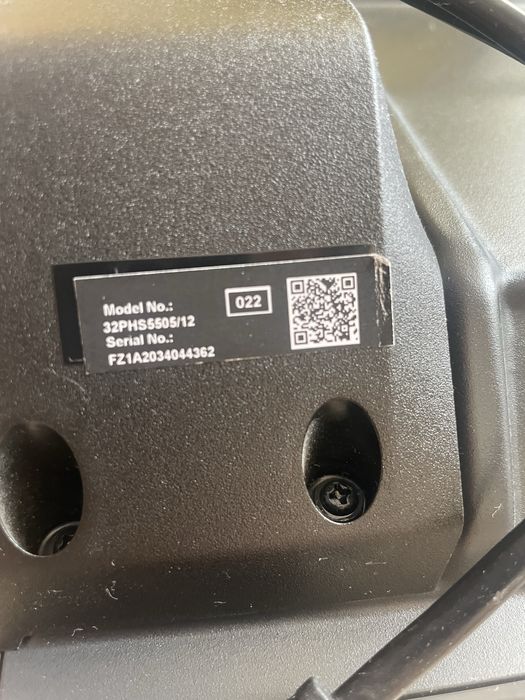 Model No.:
022
32PHS5505/12
Serial No.:
FZ1A2034044362